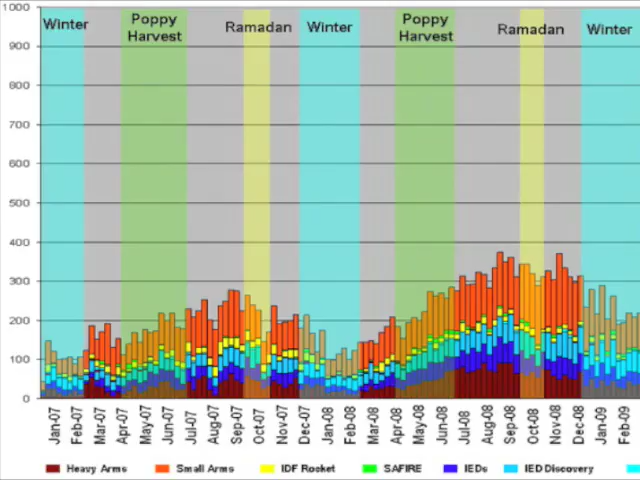 1000
Winter
Poppy
Harvest
Ramadan
Winter
Poppy
Harvest
Ramadan
Winter
900
800
700
600
500
400
300
200
100
0
Jan-07
Feb-07
Mar-07
Apr-07
May-07
Jun-07
Jul-07
Aug-07
Sep-07
Oct-07
Nov-07
Dec-07
Jan-08
Feb-08
Mar-08
Apr-08
May-08
Jun-08
Jul-08
Aug-08
Sep-08
Oct-08
Nov-08
Dec-08
Jan-09
Feb-09
Heavy Arms Small Arms IDF Rocket SAFIRE IEDs IED Discovery